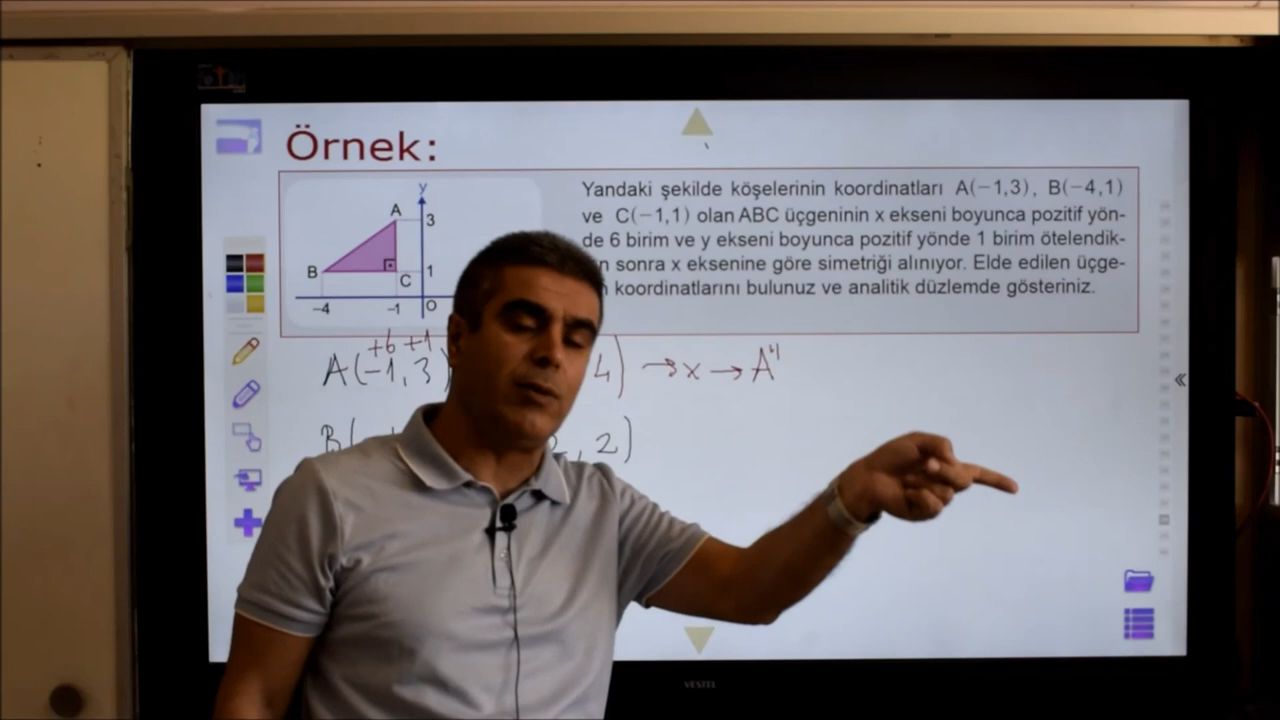 Örnek:
Yandaki şekilde köşelerinin koordinatları A(−1,3), B(−4,1)
ve C(−1,1) olan ABC üçgeninin x ekseni boyunca pozitif yön-
de 6 birim ve y ekseni boyunca pozitif yönde 1 birim ötelendik-
sonra x eksenine göre simetriği alınıyor. Elde edilen üçge-
koordinatlarını bulunuz ve analitik düzlemde gösteriniz.
y
A 3
B C 1
−4 −1 O
+6 +1
A(−1,3) 4) → x → A"
B( , 2)
VESTEL